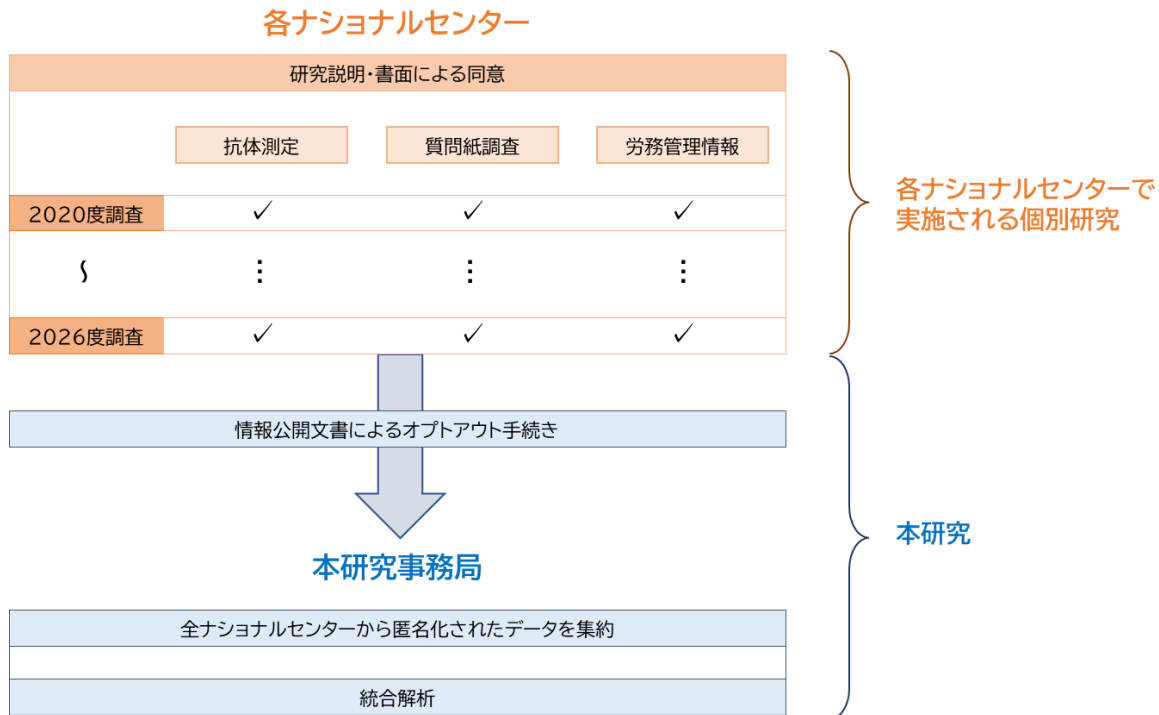 各ナショナルセンター
研究説明・書面による同意
抗体測定
質問紙調査
労務管理情報
2020度調査
✓ ✓ ✓
〜
⋮ ⋮ ⋮
2026度調査
✓ ✓ ✓
各ナショナルセンターで
実施される個別研究
情報公開文書によるオプトアウト手続き
本研究事務局
本研究
全ナショナルセンターから匿名化されたデータを集約
統合解析